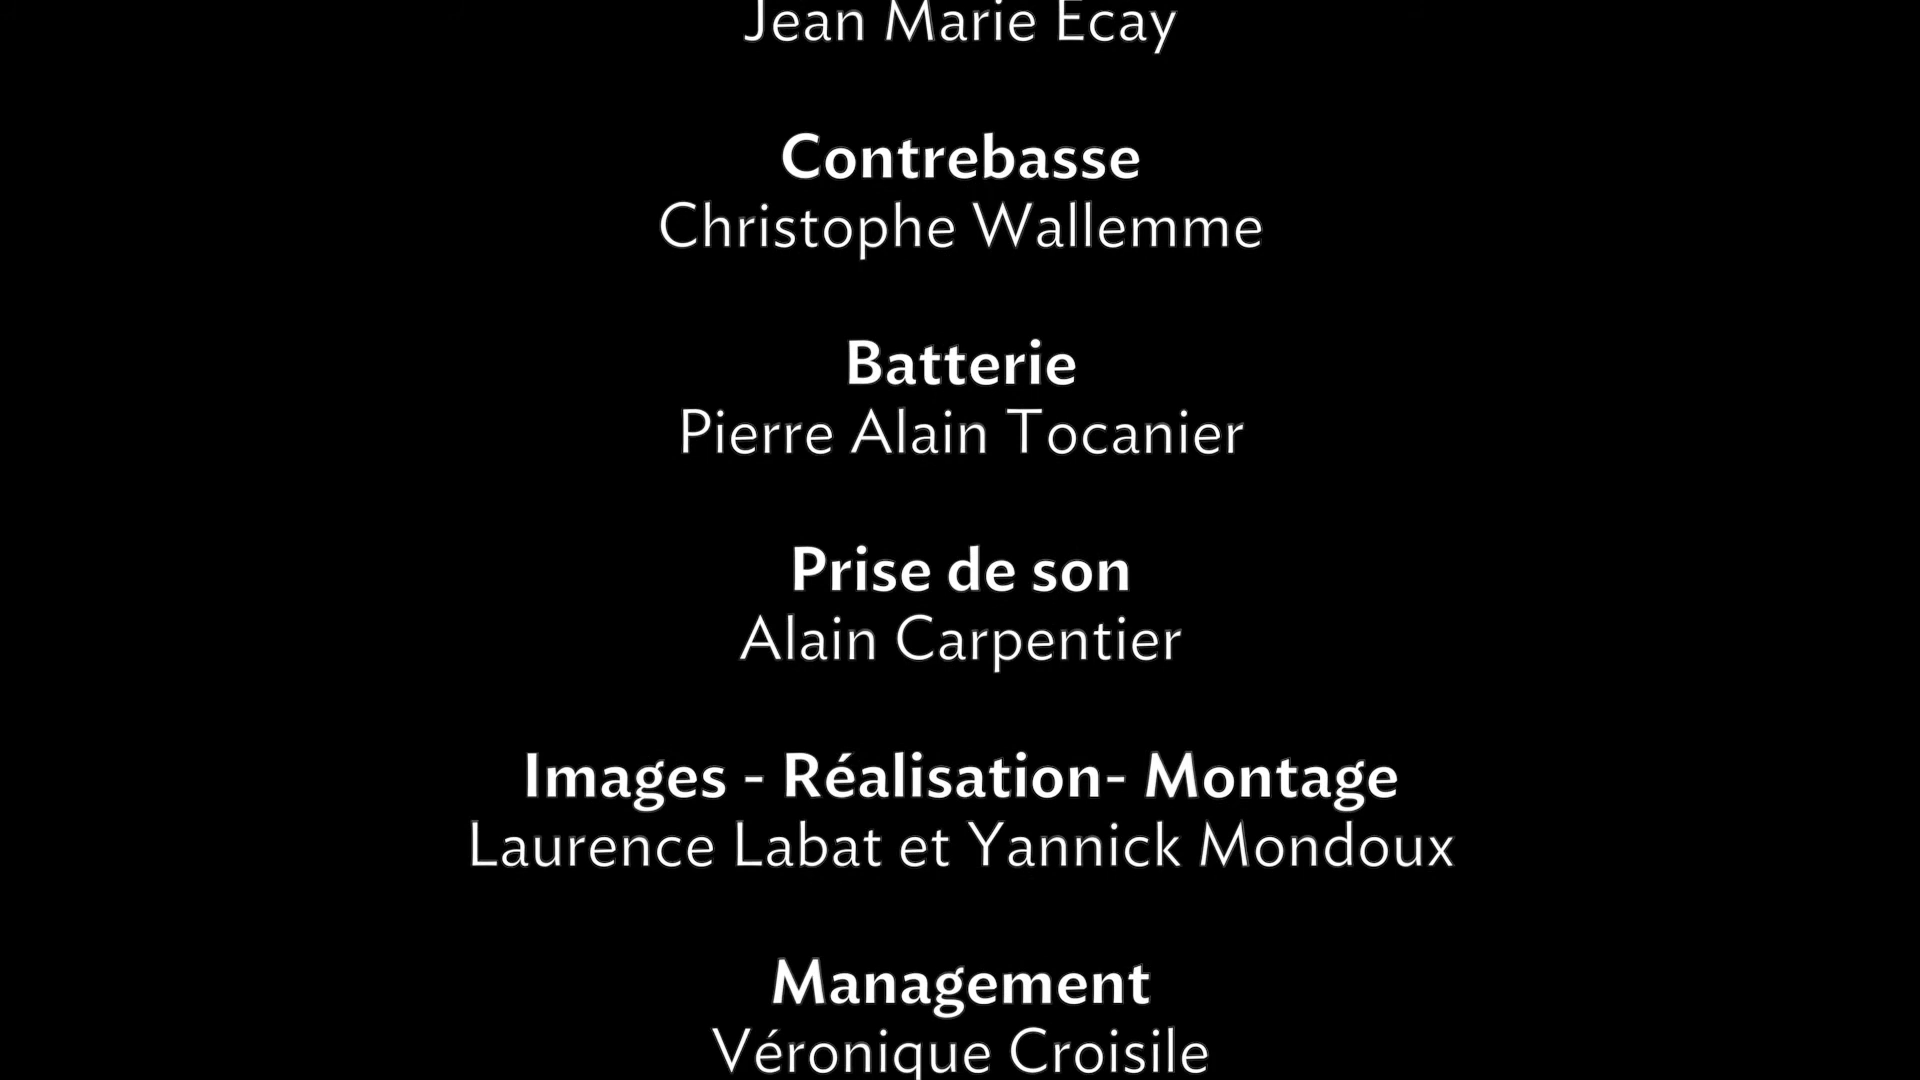 Jean Marie Ecay
Contrebasse
Christophe Wallemme
Batterie
Pierre Alain Tocanier
Prise de son
Alain Carpentier
Images - Réalisation- Montage
Laurence Labat et Yannick Mondoux
Management
Véronique Croisile